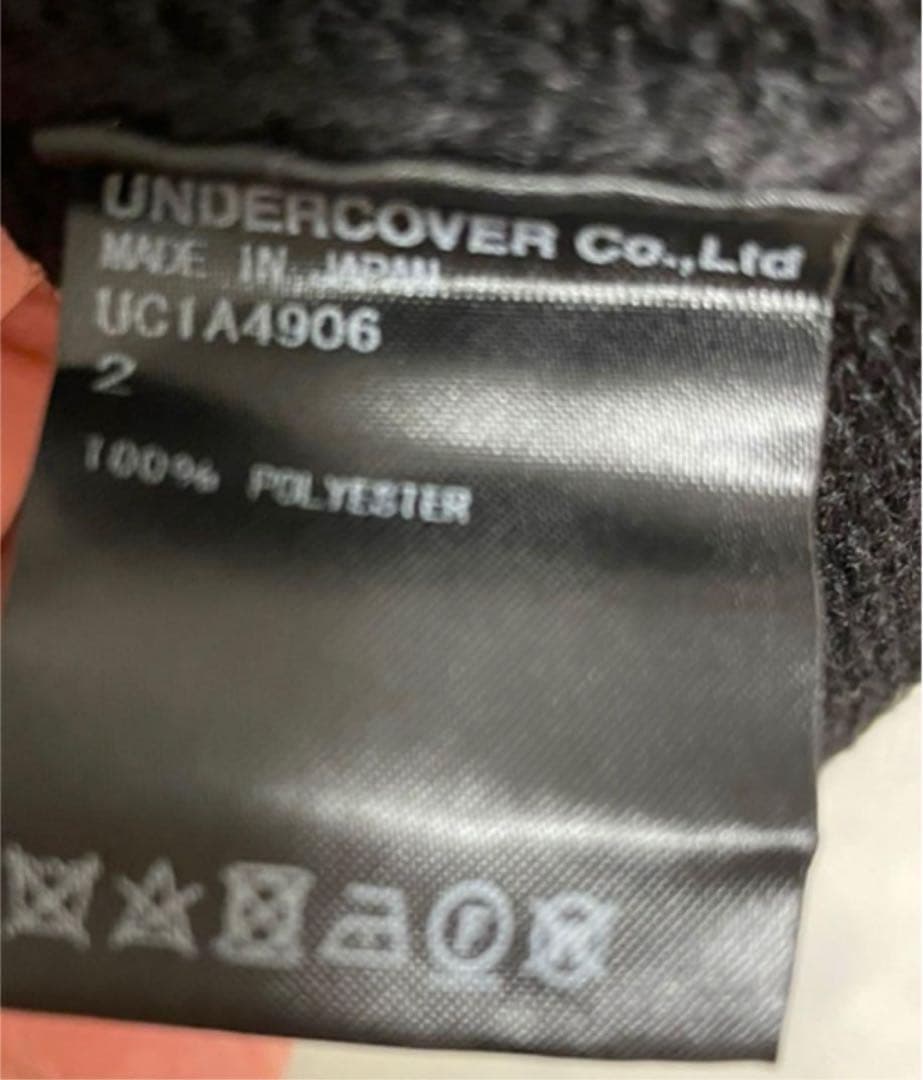 UNDERCOVER Co.,Ltd
MADE IN JAPAN
UC1A4906
2
100% POLYESTER